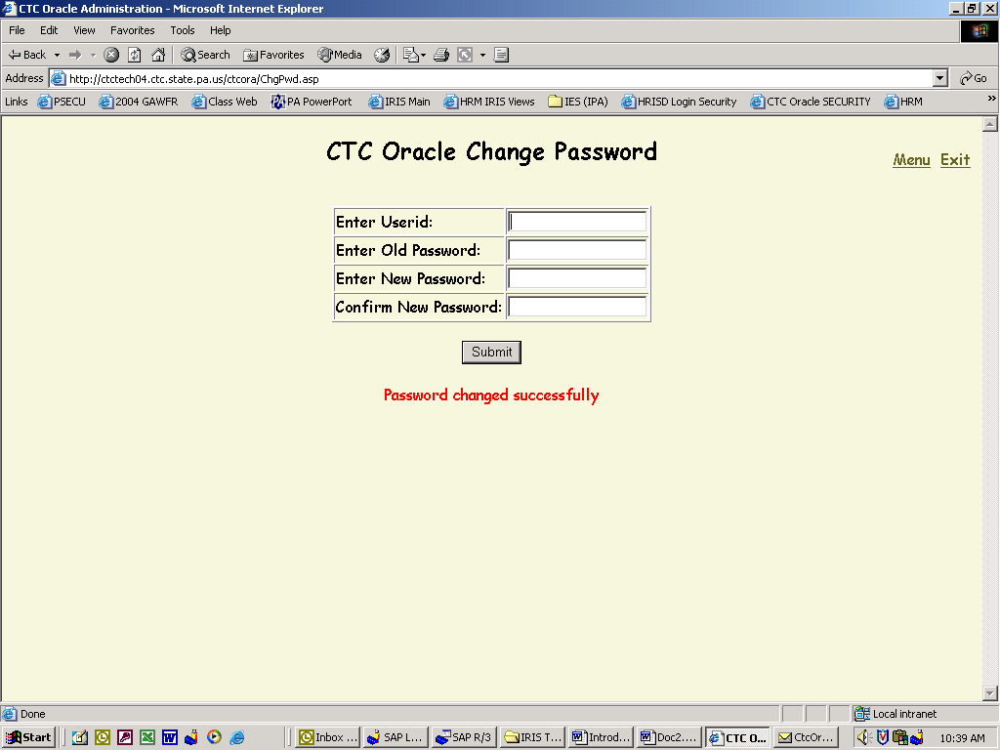 CTC Oracle Administration - Microsoft Internet Explorer
File Edit View Favorites Tools Help
Back Search Favorites Media
Address http://ctctech04.ctc.state.pa.us/ctcora/ChgPwd.asp Go
Links PSECU 2004 GAWFR Class Web PA PowerPort IRIS Main HRM IRIS Views IES (IPA) HRISD Login Security CTC Oracle SECURITY HRM »
CTC Oracle Change Password
Menu Exit
Enter Userid:
Enter Old Password:
Enter New Password:
Confirm New Password:
Submit
Password changed successfully
Done Local intranet
Start Inbox ... SAP L... SAP R/3 IRIS T... Introd... Doc2.... CTC O... CtcOr... 10:39 AM